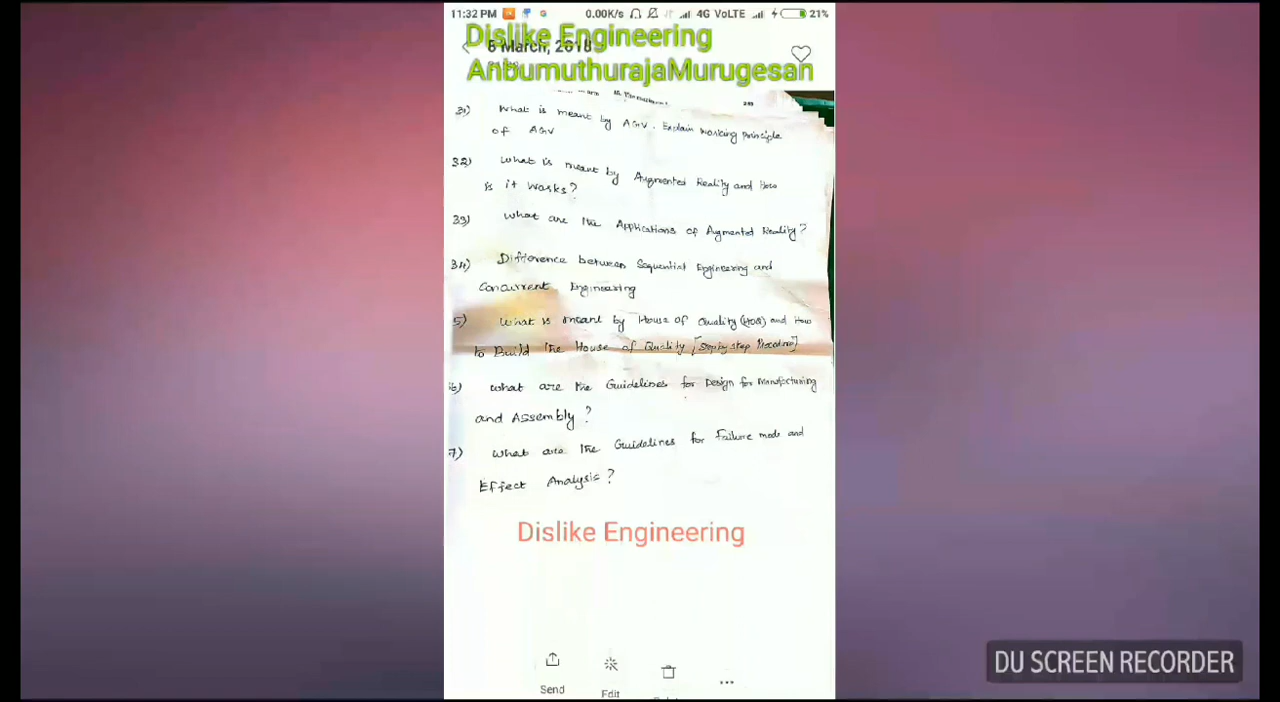 11:32 PM 0.00K/s 4G VoLTE 21%
Dislike Engineering
6 March, 2018
AnbumuthurajaMurugesan
31) What is meant by AGV. Explain working principle
of AGV
32) What is meant by Augmented Reality and How
is it works?
33) What are the Applications of Augmented Reality?
34) Difference between Sequential Engineering and
Concurrent Engineering
5) What is meant by House of Quality (HOQ) and How
to Build the House of Quality [Step by step Procedure]
6) What are the Guidelines for Design for Manufacturing
and Assembly?
7) What are the Guidelines for Failure mode and
Effect Analysis?
Dislike Engineering
Send
Edit
DU SCREEN RECORDER